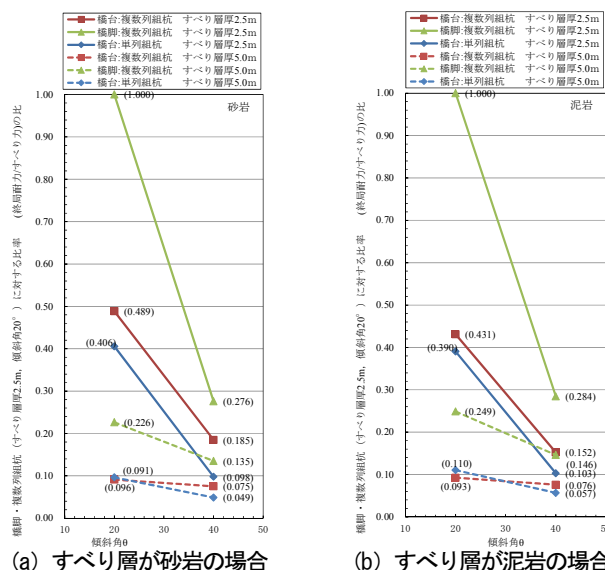 橋台:複数列組杭 すべり層厚2.5m
橋脚:複数列組杭 すべり層厚2.5m
橋台:単列組杭 すべり層厚2.5m
橋台:複数列組杭 すべり層厚5.0m
橋脚:複数列組杭 すべり層厚5.0m
橋台:単列組杭 すべり層厚5.0m
橋脚・複数列組杭(すべり層厚2.5m, 傾斜角20°)に対する比率 (終局耐力/すべり力)の比
1.00
0.90
0.80
0.70
0.60
0.50
0.40
0.30
0.20
0.10
0.00
砂岩
(1.000)
(0.489)
(0.406)
(0.276)
(0.226)
(0.185)
(0.135)
(0.091)
(0.098)
(0.096)
(0.075)
(0.049)
10 20 30 40 50
傾斜角θ
(a) すべり層が砂岩の場合
橋台:複数列組杭 すべり層厚2.5m
橋脚:複数列組杭 すべり層厚2.5m
橋台:単列組杭 すべり層厚2.5m
橋台:複数列組杭 すべり層厚5.0m
橋脚:複数列組杭 すべり層厚5.0m
橋台:単列組杭 すべり層厚5.0m
橋脚・複数列組杭(すべり層厚2.5m, 傾斜角20°)に対する比率 (終局耐力/すべり力)の比
1.00
0.90
0.80
0.70
0.60
0.50
0.40
0.30
0.20
0.10
0.00
泥岩
(1.000)
(0.431)
(0.390)
(0.284)
(0.249)
(0.152)
(0.146)
(0.110)
(0.103)
(0.093)
(0.076)
(0.057)
10 20 30 40
傾斜角θ
(b) すべり層が泥岩の場合